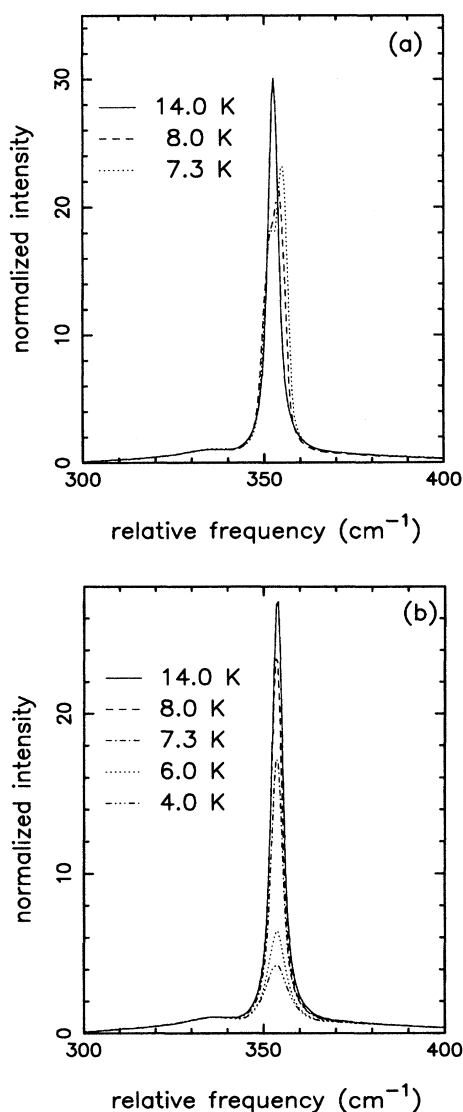 (a)
30
14.0 K
8.0 K
7.3 K
20
10
0
normalized intensity
300
350
400
relative frequency (cm⁻¹)
(b)
14.0 K
8.0 K
7.3 K
6.0 K
4.0 K
20
10
0
normalized intensity
300
350
400
relative frequency (cm⁻¹)